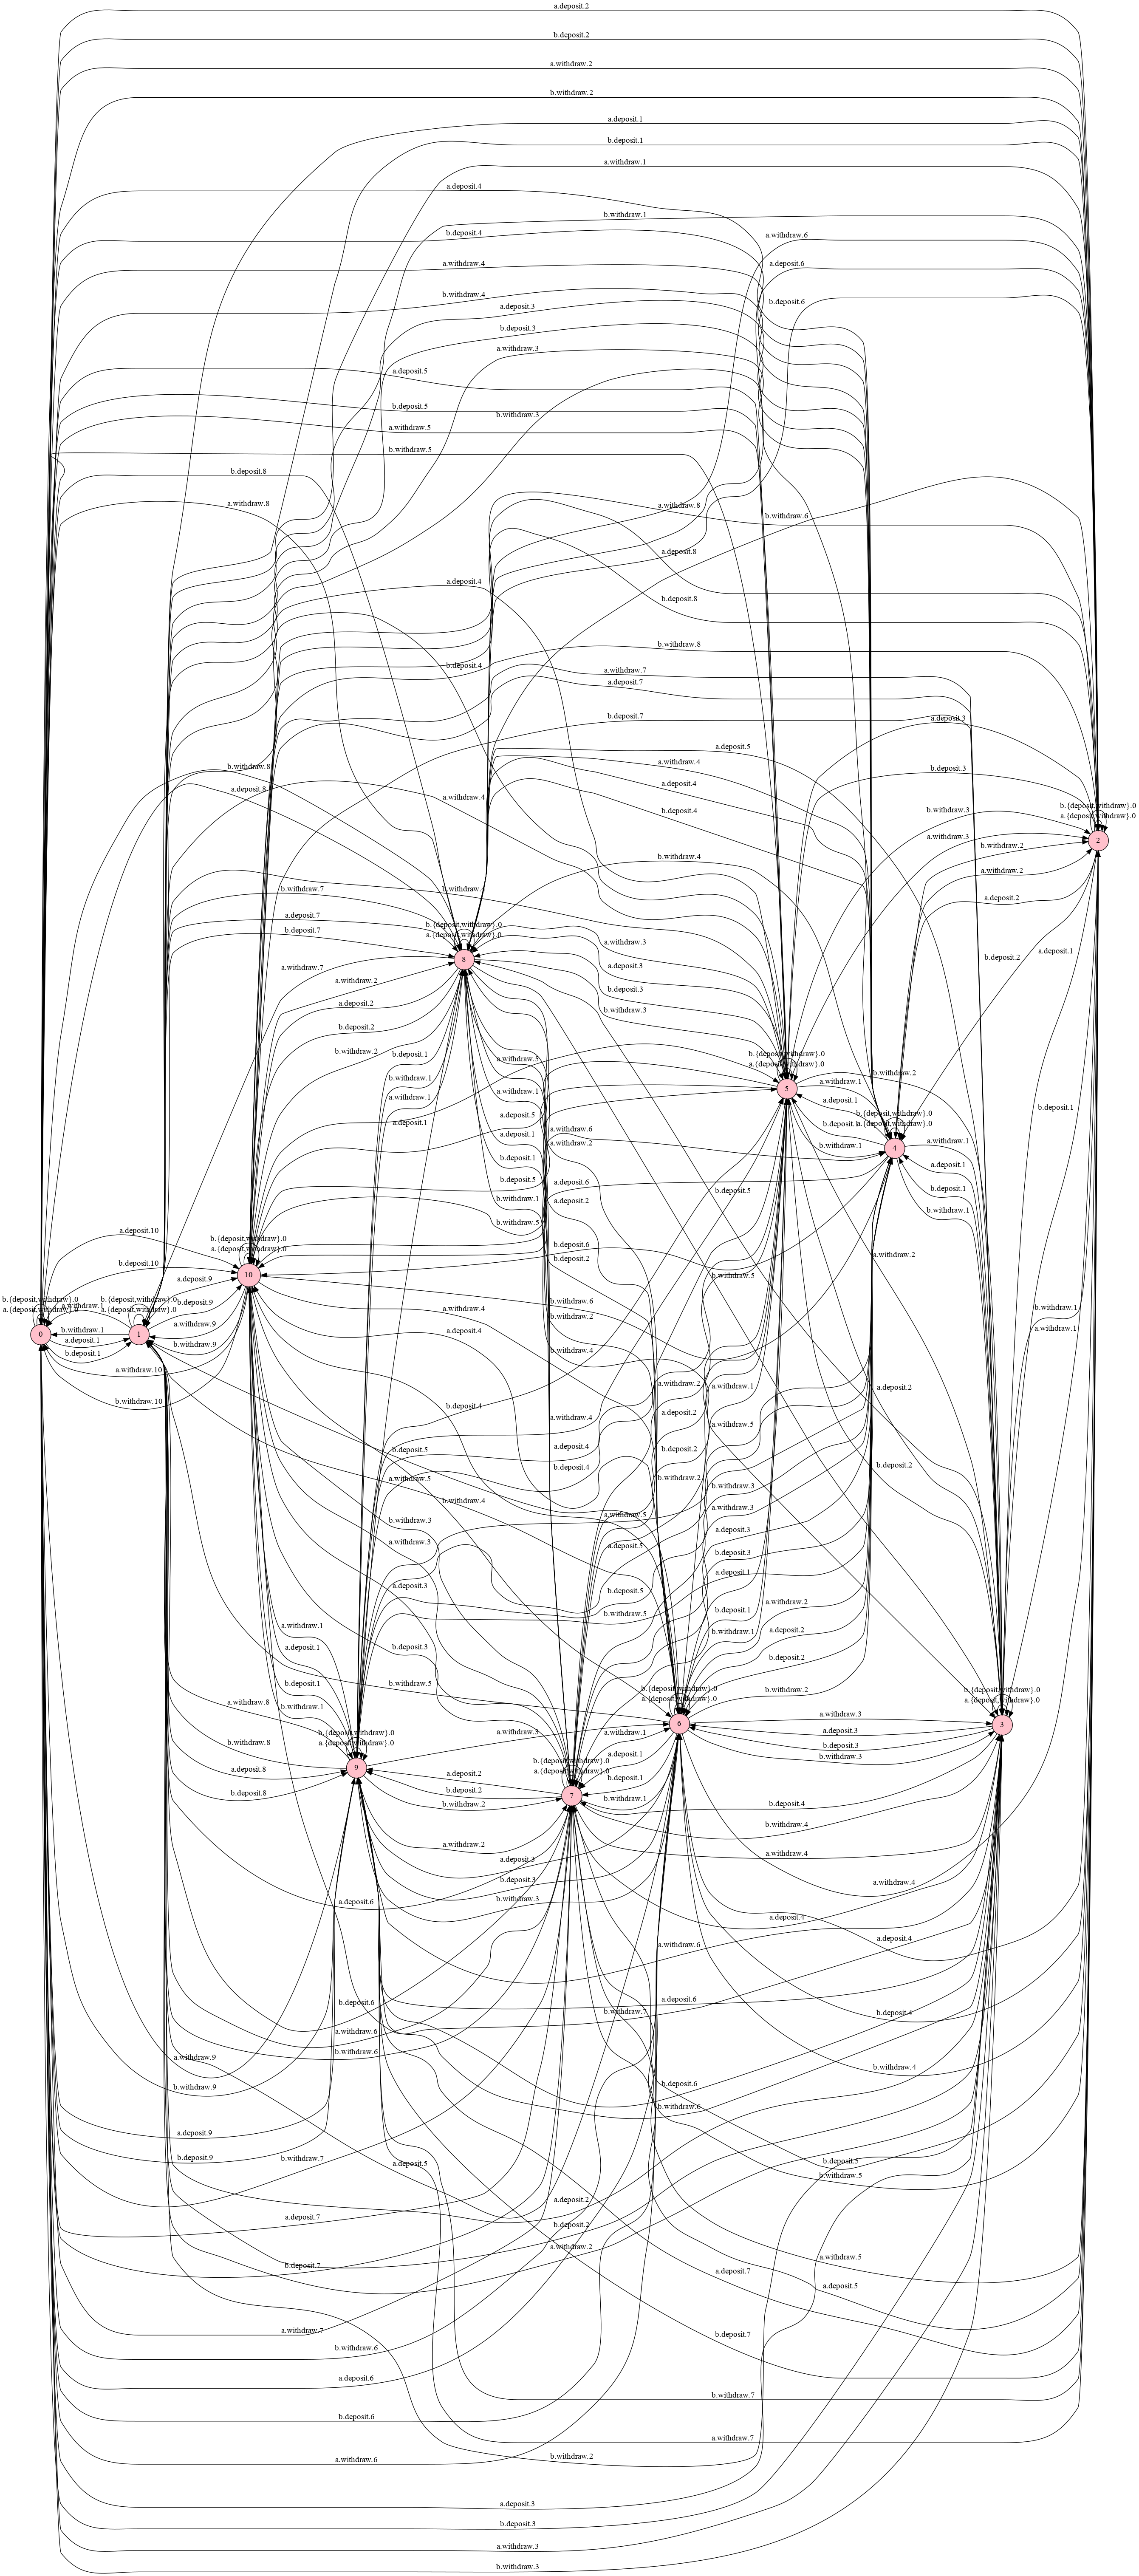 a.deposit.2
b.deposit.2
a.withdraw.2
b.withdraw.2
a.deposit.1
b.deposit.1
a.withdraw.1
a.deposit.4
b.withdraw.1
b.deposit.4
a.withdraw.6
a.withdraw.4
a.deposit.6
b.withdraw.4
b.deposit.6
a.deposit.3
b.deposit.3
a.withdraw.3
a.deposit.5
b.deposit.5
b.withdraw.3
a.withdraw.5
b.withdraw.5
b.deposit.8
a.withdraw.8
a.withdraw.8
b.withdraw.6
a.deposit.8
a.deposit.4
b.deposit.8
b.withdraw.8
b.deposit.4
a.withdraw.7
a.deposit.7
b.deposit.7
a.deposit.3
a.deposit.5
b.withdraw.8
a.withdraw.4
b.deposit.3
a.deposit.8
a.deposit.4
a.withdraw.4
b.{deposit,withdraw}.0
b.deposit.4
b.withdraw.3
a.{deposit,withdraw}.0
a.withdraw.3
2
b.withdraw.2
b.withdraw.4
a.withdraw.2
b.withdraw.7
b.withdraw.4
a.deposit.2
a.deposit.7
b.{deposit,withdraw}.0
b.deposit.7
a.{deposit,withdraw}.0
a.withdraw.3
a.deposit.1
8
b.deposit.2
a.withdraw.7
a.deposit.3
a.withdraw.2
b.deposit.3
a.deposit.2
b.withdraw.3
b.deposit.2
b.withdraw.2
b.deposit.1
b.{deposit,withdraw}.0
a.withdraw.5
a.{deposit,withdraw}.0
b.withdraw.1
b.withdraw.2
5
a.withdraw.1
a.withdraw.1
a.withdraw.1
a.deposit.1
b.deposit.1
b.{deposit,withdraw}.0
a.deposit.5
a.deposit.1
b.deposit.1
a.{deposit,withdraw}.0
a.withdraw.6
a.deposit.1
a.withdraw.2
b.withdraw.1
a.withdraw.1
4
b.deposit.1
a.deposit.1
b.deposit.5
a.deposit.6
b.deposit.5
b.deposit.1
b.withdraw.1
a.deposit.2
b.withdraw.1
b.withdraw.5
a.deposit.10
b.{deposit,withdraw}.0
b.deposit.6
a.withdraw.2
a.{deposit,withdraw}.0
b.deposit.2
b.deposit.10
10
b.withdraw.5
a.deposit.9
b.{deposit,withdraw}.0
b.{deposit,withdraw}.0
b.deposit.9
b.withdraw.6
a.{deposit,withdraw}.0
a.withdraw.1
a.{deposit,withdraw}.0
a.withdraw.4
b.withdraw.1
b.withdraw.2
a.withdraw.9
0
b.withdraw.1
1
a.deposit.4
a.withdraw.1
a.deposit.1
b.withdraw.9
b.withdraw.4
b.deposit.1
a.withdraw.10
a.withdraw.2
a.withdraw.1
a.deposit.2
b.withdraw.10
b.deposit.4
a.deposit.2
a.withdraw.4
a.withdraw.5
a.deposit.4
b.deposit.2
b.deposit.5
b.deposit.4
b.deposit.2
a.withdraw.5
b.withdraw.2
b.withdraw.3
b.withdraw.4
a.withdraw.3
b.withdraw.3
a.withdraw.5
a.deposit.3
a.withdraw.3
a.deposit.5
b.deposit.3
a.deposit.3
b.deposit.5
a.deposit.1
a.withdraw.1
b.withdraw.5
b.deposit.1
a.withdraw.2
a.deposit.1
b.deposit.3
b.withdraw.1
a.deposit.2
b.deposit.1
b.deposit.2
b.withdraw.5
b.{deposit,withdraw}.0
b.withdraw.2
b.{deposit,withdraw}.0
a.withdraw.8
b.withdraw.1
a.{deposit,withdraw}.0
a.{deposit,withdraw}.0
a.withdraw.3
6
3
b.{deposit,withdraw}.0
a.withdraw.3
a.withdraw.1
a.deposit.3
b.withdraw.8
a.{deposit,withdraw}.0
b.deposit.3
9
b.{deposit,withdraw}.0
a.deposit.1
b.withdraw.3
a.deposit.8
a.deposit.2
a.{deposit,withdraw}.0
b.deposit.1
b.deposit.8
b.deposit.2
7
b.withdraw.1
b.deposit.4
b.withdraw.2
b.withdraw.4
a.withdraw.2
a.withdraw.4
a.deposit.3
b.deposit.3
a.withdraw.4
b.withdraw.3
a.deposit.6
a.deposit.4
a.withdraw.6
a.deposit.4
a.deposit.6
b.deposit.6
b.withdraw.7
b.deposit.4
a.withdraw.6
b.withdraw.6
a.withdraw.9
b.withdraw.4
b.deposit.6
b.withdraw.9
b.withdraw.6
a.deposit.9
b.deposit.9
b.withdraw.7
a.deposit.5
b.deposit.5
b.withdraw.5
a.deposit.2
a.deposit.7
b.deposit.2
a.withdraw.2
a.withdraw.5
b.deposit.7
a.deposit.7
a.deposit.5
a.withdraw.7
b.withdraw.6
b.deposit.7
a.deposit.6
b.withdraw.7
b.deposit.6
a.withdraw.7
a.withdraw.6
b.withdraw.2
a.deposit.3
b.deposit.3
a.withdraw.3
b.withdraw.3